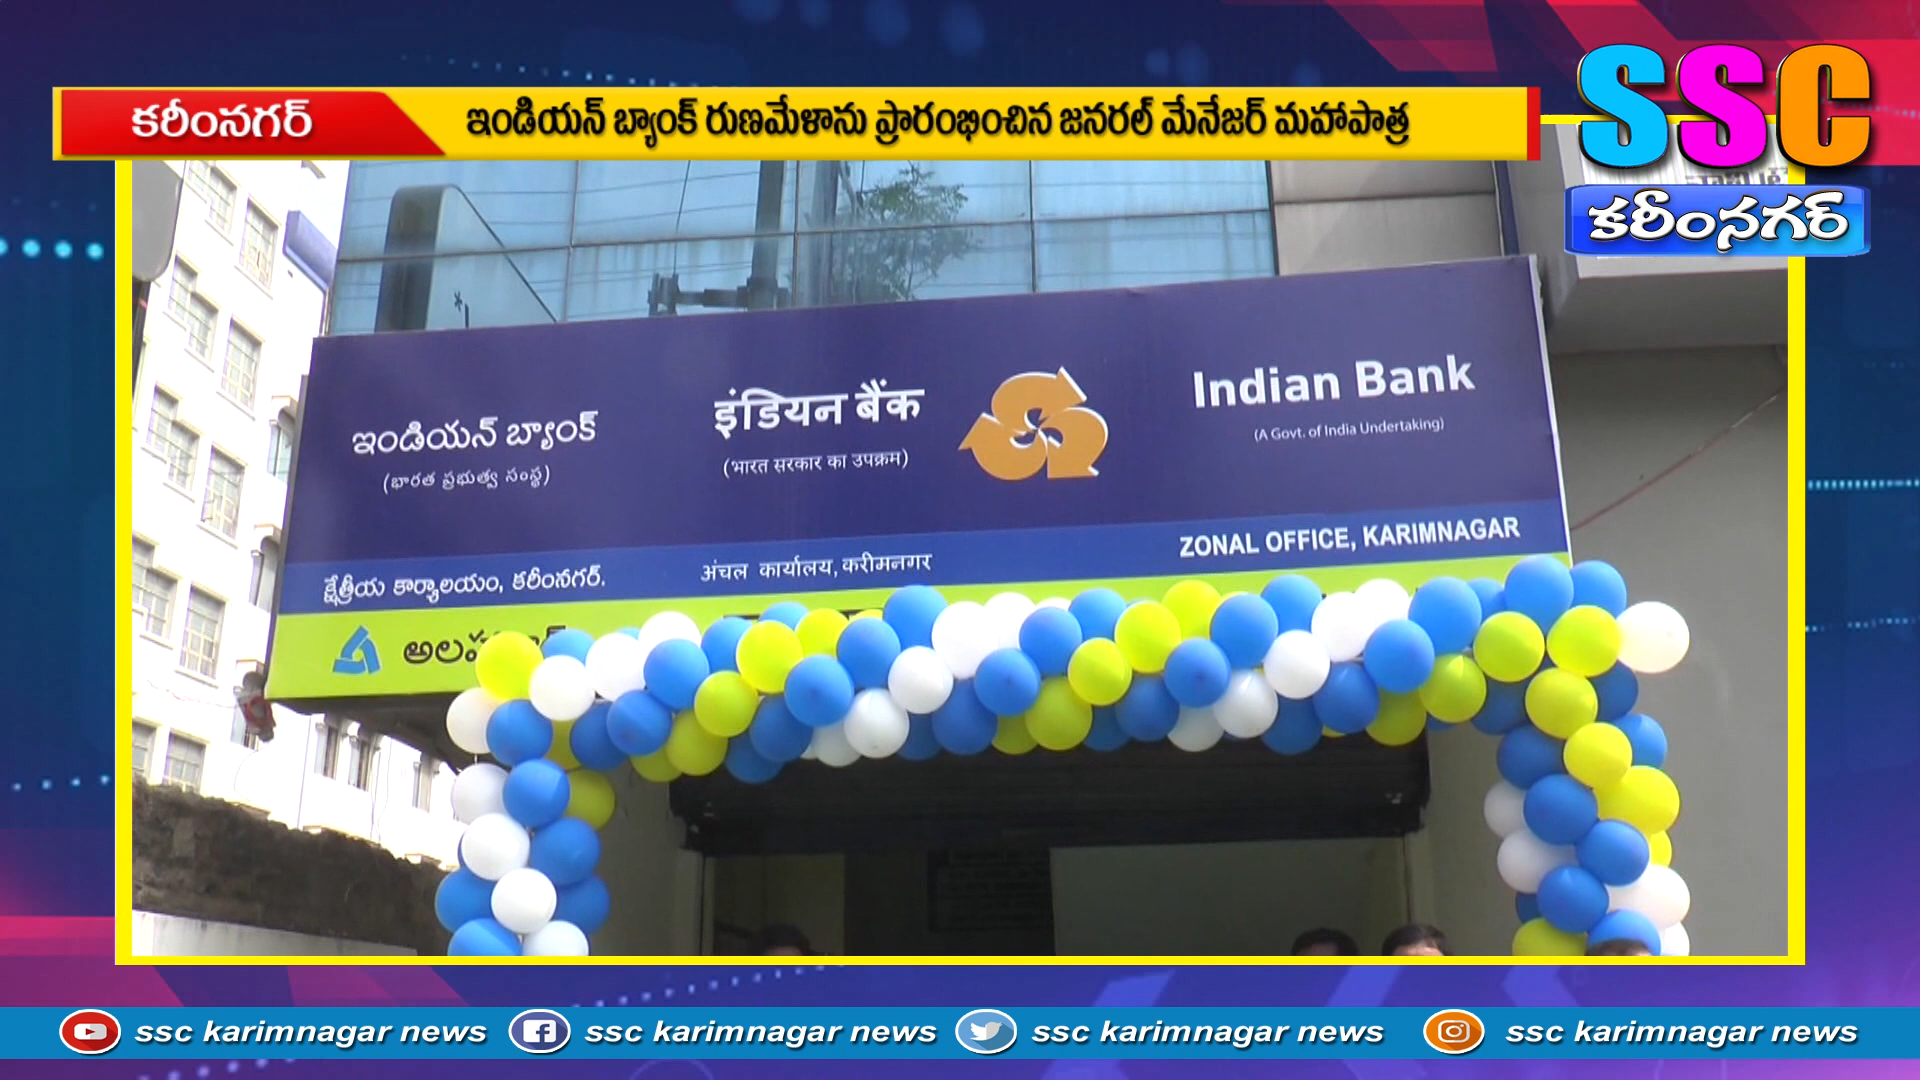 కరీంనగర్
ఇండియన్ బ్యాంక్ రుణమేళాను ప్రారంభించిన జనరల్ మేనేజర్ మహాపాత్ర
SSC
కరీంనగర్
ఇండియన్ బ్యాంక్
(భారత ప్రభుత్వ సంస్థ)
इंडियन बैंक
(भारत सरकार का उपक्रम)
Indian Bank
(A Govt. of India Undertaking)
క్షేత్రీయ కార్యాలయం, కరీంనగర్.
अंचल कार्यालय, करीमनगर
ZONAL OFFICE, KARIMNAGAR
ssc karimnagar news
ssc karimnagar news
ssc karimnagar news
ssc karimnagar news